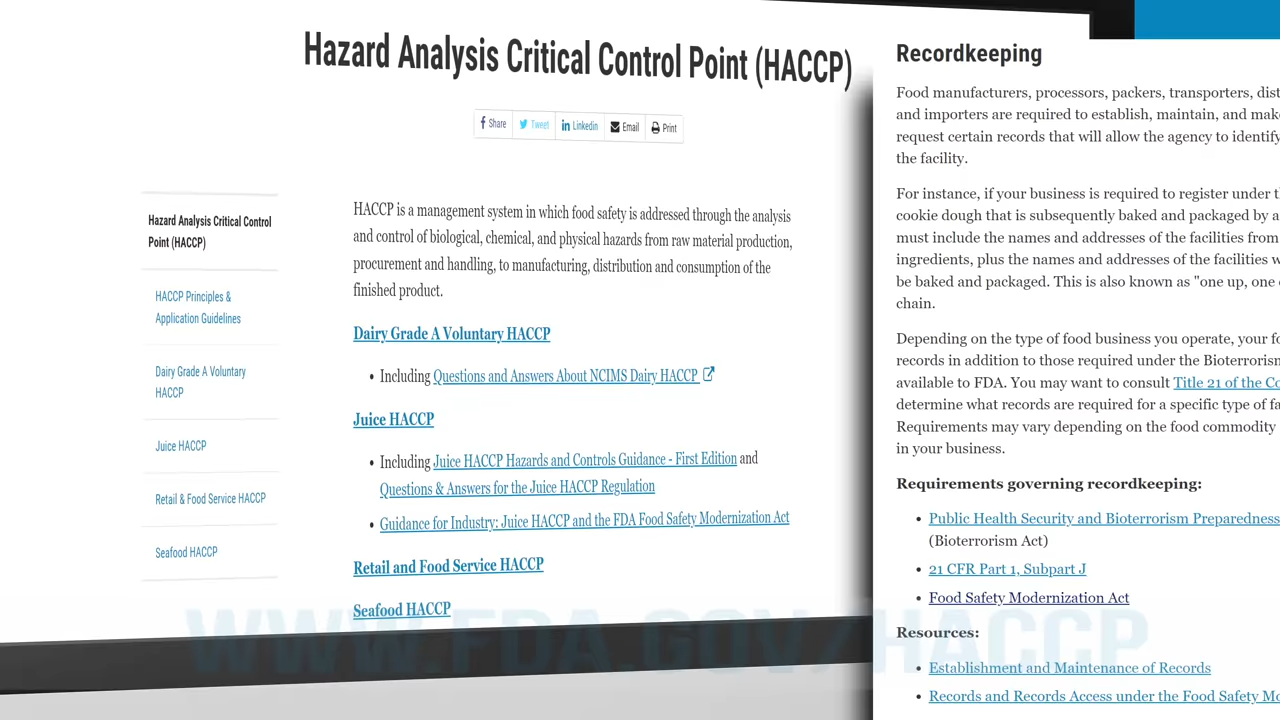 Hazard Analysis Critical Control Point (HACCP)
Share
Tweet
Linkedin
Email
Print
Hazard Analysis Critical Control
Point (HACCP)
HACCP Principles &
Application Guidelines
Dairy Grade A Voluntary
HACCP
Juice HACCP
Retail & Food Service HACCP
Seafood HACCP
HACCP is a management system in which food safety is addressed through the analysis
and control of biological, chemical, and physical hazards from raw material production,
procurement and handling, to manufacturing, distribution and consumption of the
finished product.
Dairy Grade A Voluntary HACCP
• Including Questions and Answers About NCIMS Dairy HACCP
Juice HACCP
• Including Juice HACCP Hazards and Controls Guidance - First Edition and
Questions & Answers for the Juice HACCP Regulation
• Guidance for Industry: Juice HACCP and the FDA Food Safety Modernization Act
Retail and Food Service HACCP
Seafood HACCP
Recordkeeping
Food manufacturers, processors, packers, transporters, dist
and importers are required to establish, maintain, and make
request certain records that will allow the agency to identify
the facility.
For instance, if your business is required to register under t
cookie dough that is subsequently baked and packaged by a
must include the names and addresses of the facilities from
ingredients, plus the names and addresses of the facilities w
be baked and packaged. This is also known as "one up, one
chain.
Depending on the type of food business you operate, your fo
records in addition to those required under the Bioterrorism
available to FDA. You may want to consult Title 21 of the Co
determine what records are required for a specific type of fa
Requirements may vary depending on the food commodity
in your business.
Requirements governing recordkeeping:
• Public Health Security and Bioterrorism Preparedness
(Bioterrorism Act)
• 21 CFR Part 1, Subpart J
• Food Safety Modernization Act
Resources:
• Establishment and Maintenance of Records
• Records and Records Access under the Food Safety Mo
WWW.FDA.GOV/HACCP